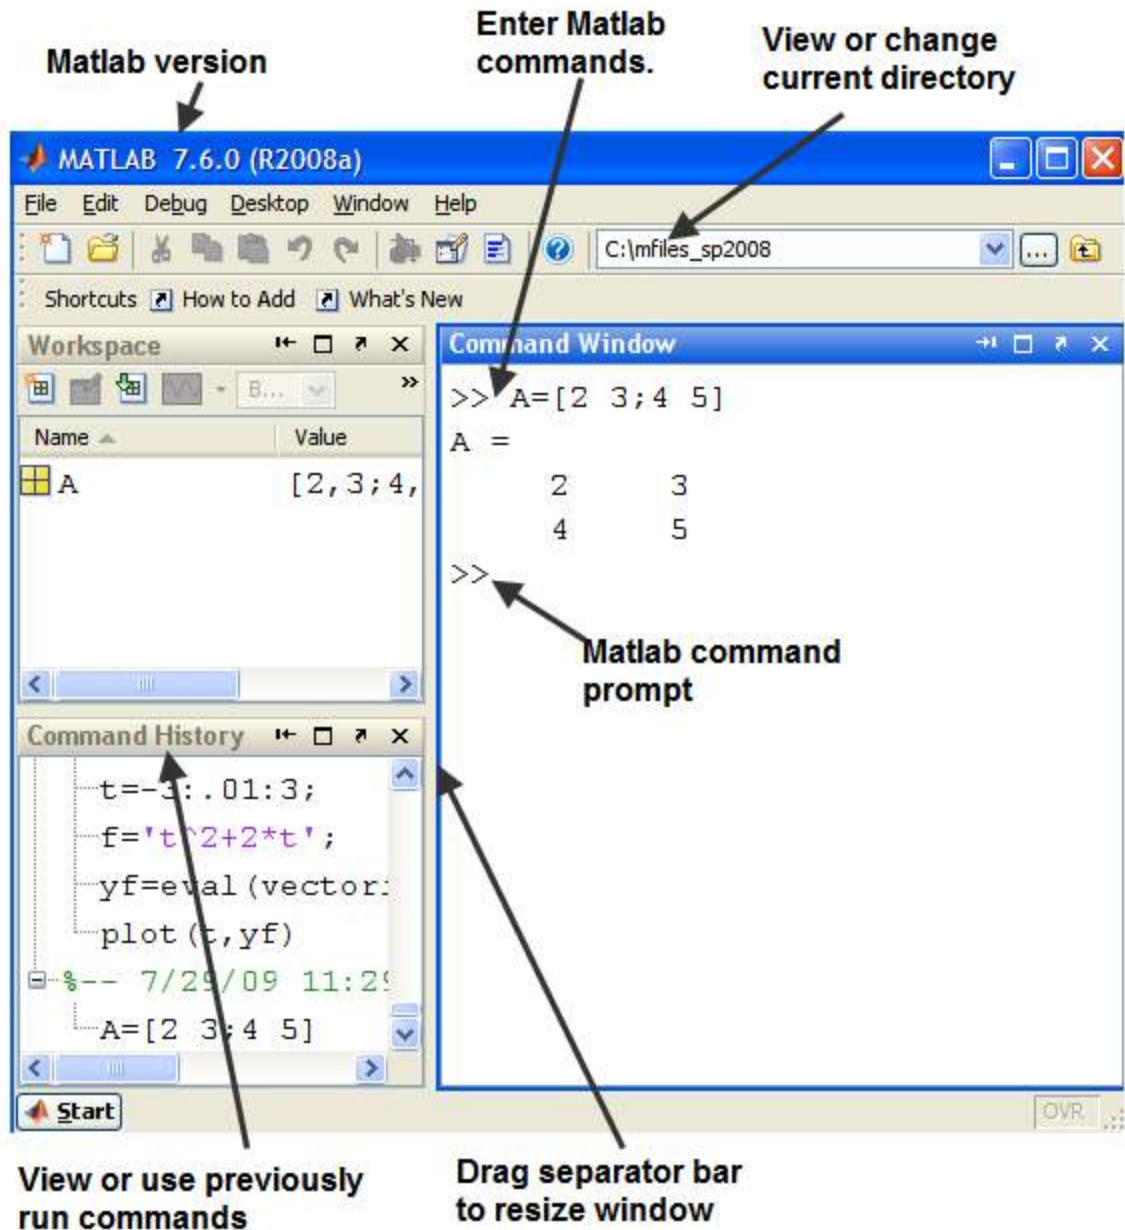 Matlab version
Enter Matlab
commands.
View or change
current directory
MATLAB 7.6.0 (R2008a)
File Edit Debug Desktop Window Help
C:\mfiles_sp2008
...
Shortcuts How to Add What's New
Workspace
B...
»
Name Value
A [2,3;4,
Command Window
>> A=[2 3;4 5]
A =
2 3
4 5
>>
Matlab command
prompt
Command History
t=-3:.01:3;
f='t^2+2*t';
yf=eval(vectori
plot(t,yf)
%-- 7/29/09 11:29
A=[2 3;4 5]
Start
OVR
View or use previously
run commands
Drag separator bar
to resize window